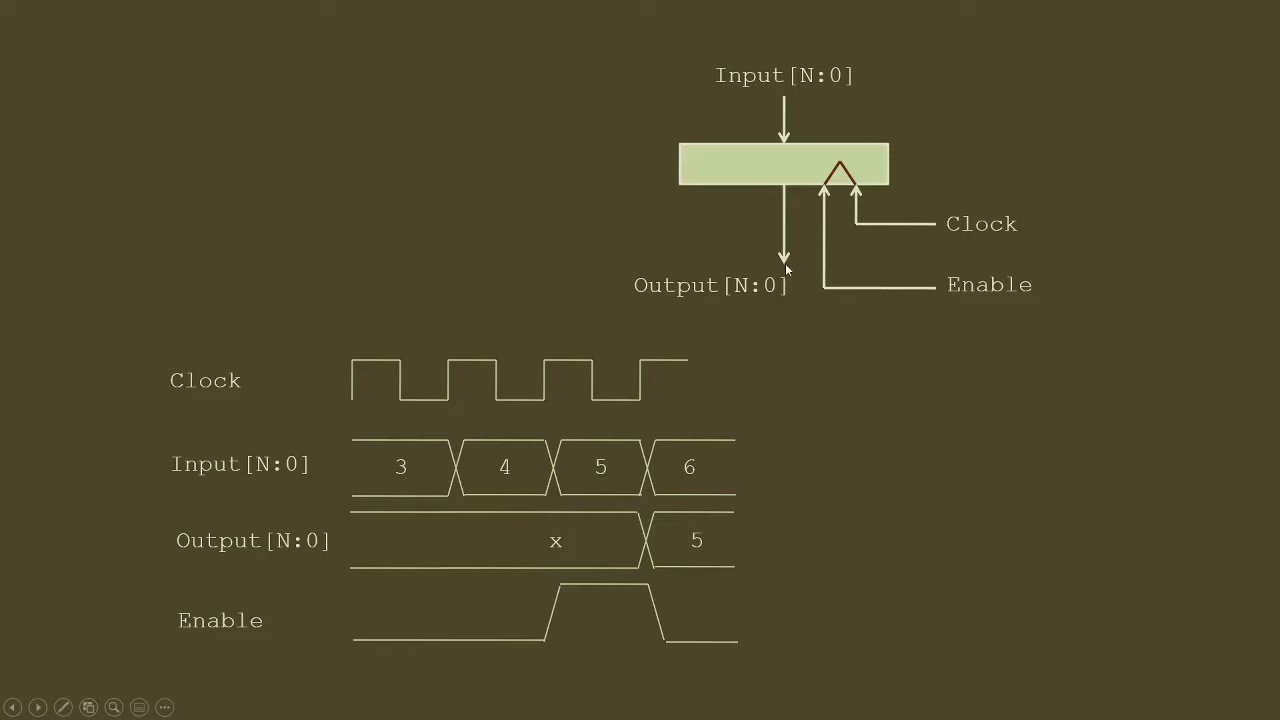 Input[N:0]
Clock
Output[N:0]
Enable
Clock
Input[N:0] 3 4 5 6
Output[N:0] x 5
Enable